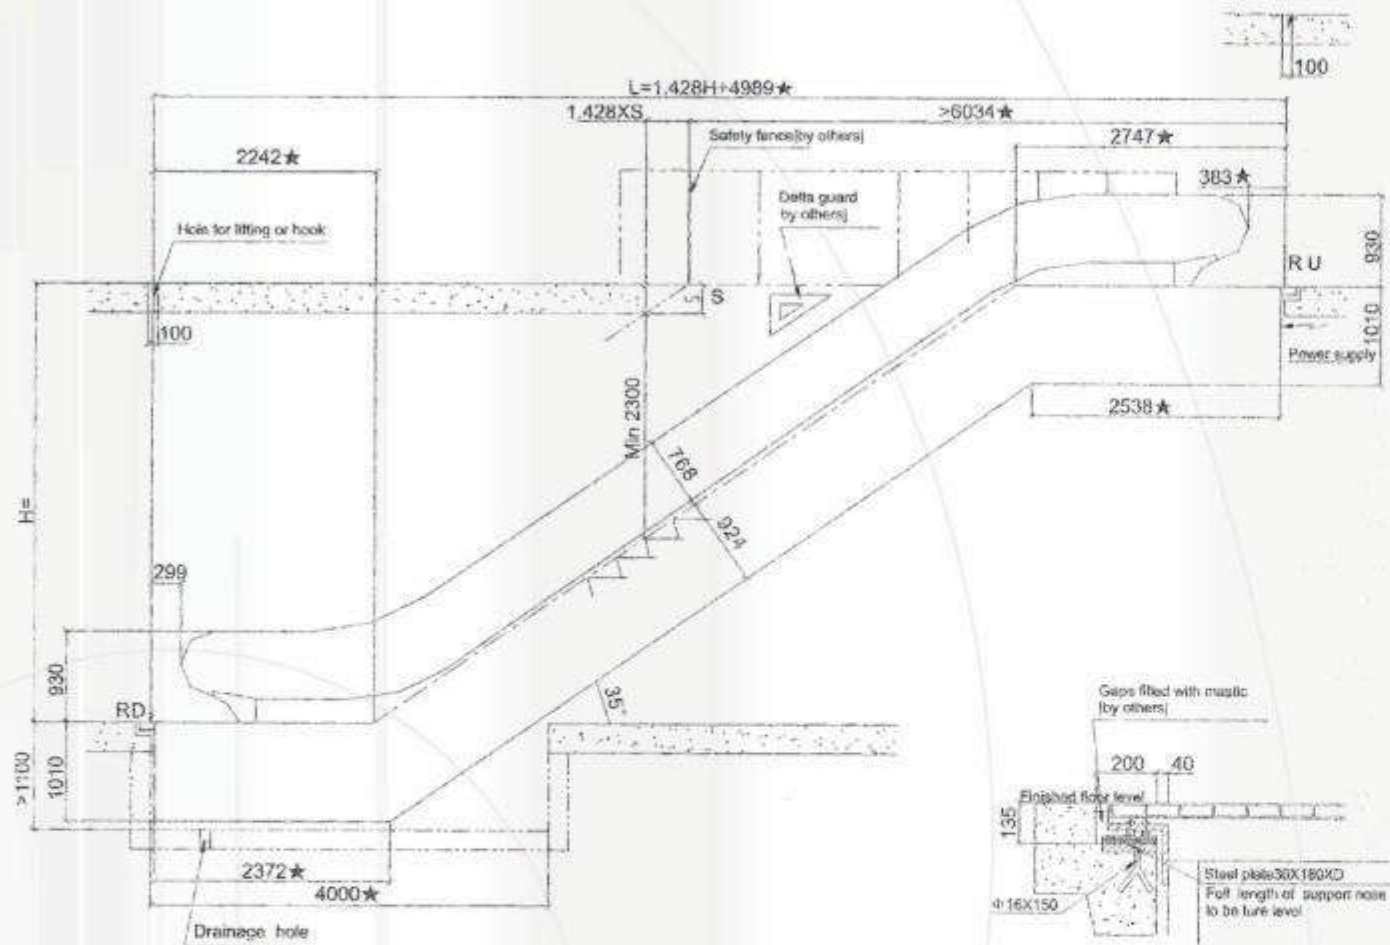 100
L=1.428H+4989★
1.428XS
>6034★
Safety fence[by others]
2747★
2242★
383★
Delta guard
by others]
Hole for lifting or hook
930
R U
S
100
1010
Power supply
Min 2300
2538★
768
H=
924
299
930
35°
RD
Gaps filled with mastic
[by others]
200
40
>1100
1010
Finished floor level
135
2372★
Steel plate30X180XD
4000★
Full length of support nose
Φ16X150
to be ture level
Drainage hole